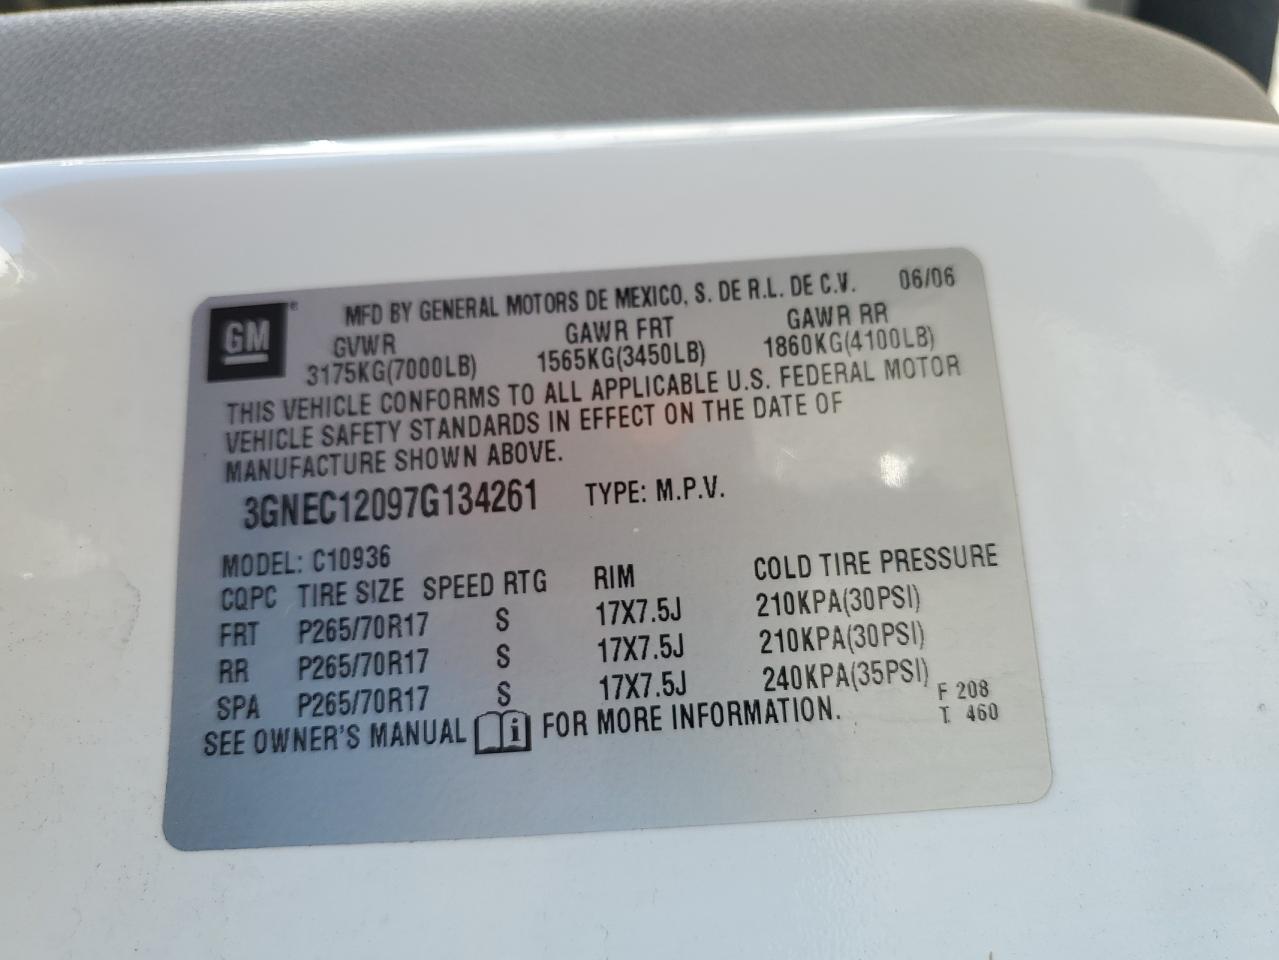 GM®
MFD BY GENERAL MOTORS DE MEXICO, S. DE R.L. DE C.V. 06/06
GVWR GAWR FRT GAWR RR
3175KG(7000LB) 1565KG(3450LB) 1860KG(4100LB)
THIS VEHICLE CONFORMS TO ALL APPLICABLE U.S. FEDERAL MOTOR
VEHICLE SAFETY STANDARDS IN EFFECT ON THE DATE OF
MANUFACTURE SHOWN ABOVE.
3GNEC12097G134261 TYPE: M.P.V.
MODEL: C10936
CQPC TIRE SIZE SPEED RTG RIM COLD TIRE PRESSURE
FRT P265/70R17 S 17X7.5J 210KPA(30PSI)
RR P265/70R17 S 17X7.5J 210KPA(30PSI)
SPA P265/70R17 S 17X7.5J 240KPA(35PSI)
SEE OWNER'S MANUAL i FOR MORE INFORMATION.
F 208
T 460